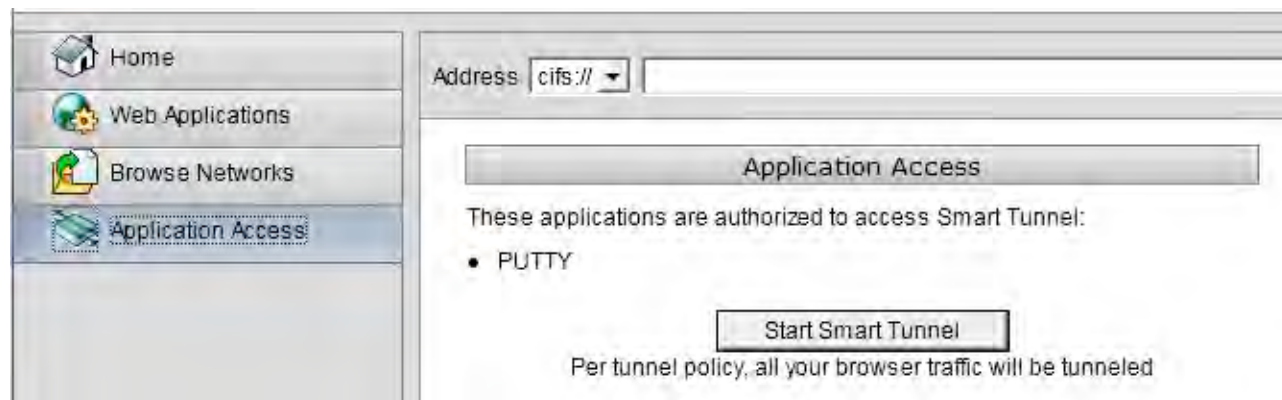 Home
Web Applications
Browse Networks
Application Access
Address cifs://
Application Access
These applications are authorized to access Smart Tunnel:
• PUTTY
Start Smart Tunnel
Per tunnel policy, all your browser traffic will be tunneled